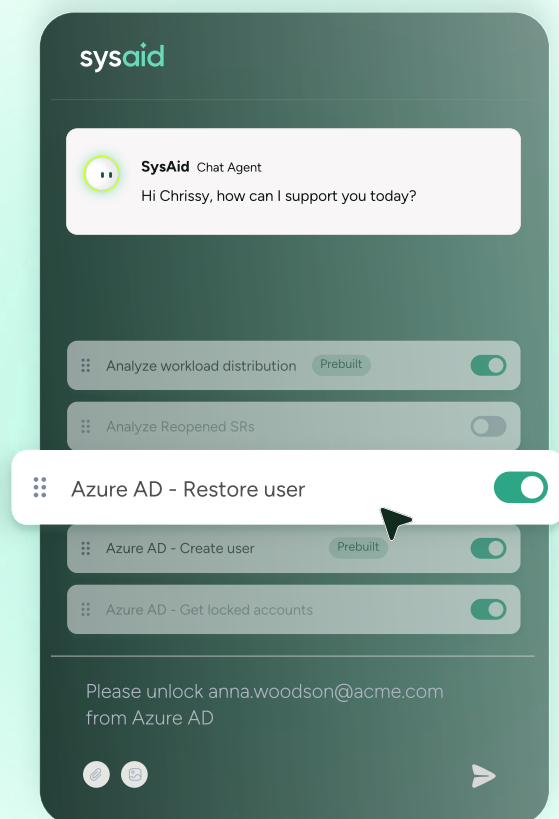 sysaid
SysAid Chat Agent
Hi Chrissy, how can I support you today?
Analyze workload distribution Prebuilt
Analyze Reopened SRs
Azure AD - Restore user
Azure AD - Create user Prebuilt
Azure AD - Get locked accounts
Please unlock anna.woodson@acme.com
from Azure AD